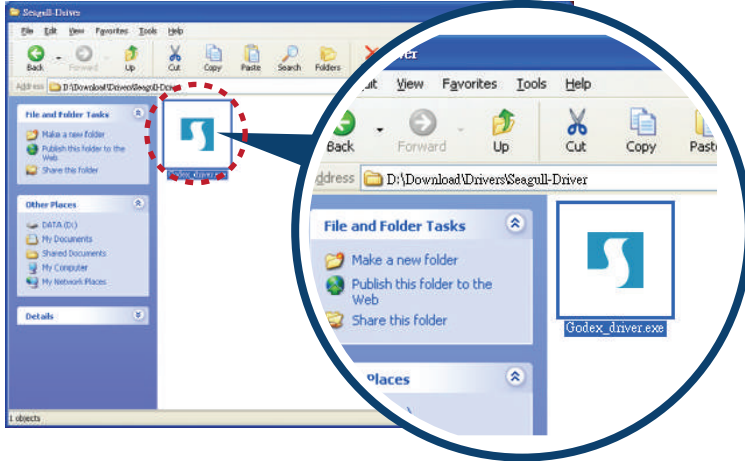 Seagull-Driver
File Edit View Favorites Tools Help
Back Forward Up Cut Copy Paste Search Folders
Address D:\Download\Drivers\Seagull-Driver
File and Folder Tasks
Make a new folder
Publish this folder to the
Web
Share this folder
Godex_driver.exe
Other Places
DATA (D:)
My Documents
Shared Documents
My Computer
My Network Places
Details
1 objects
View Favorites Tools Help
Back Forward Up Cut Copy Past
ddress D:\Download\Drivers\Seagull-Driver
File and Folder Tasks
Make a new folder
Publish this folder to the
Web
Share this folder
Godex_driver.exe
Places